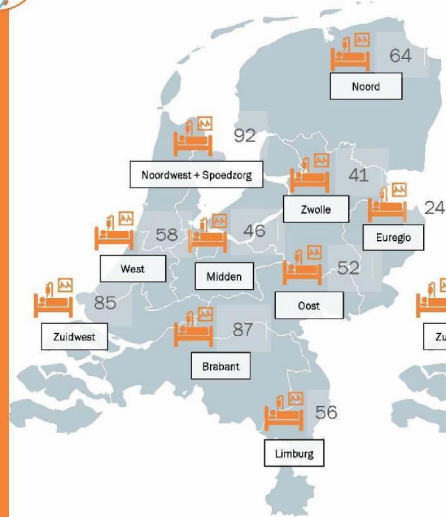 64
Noord
92
Noordwest + Spoedzorg
41
Zwolle
24
Euregio
58
West
46
Midden
52
Oost
85
Zuidwest
87
Brabant
56
Limburg
Zu